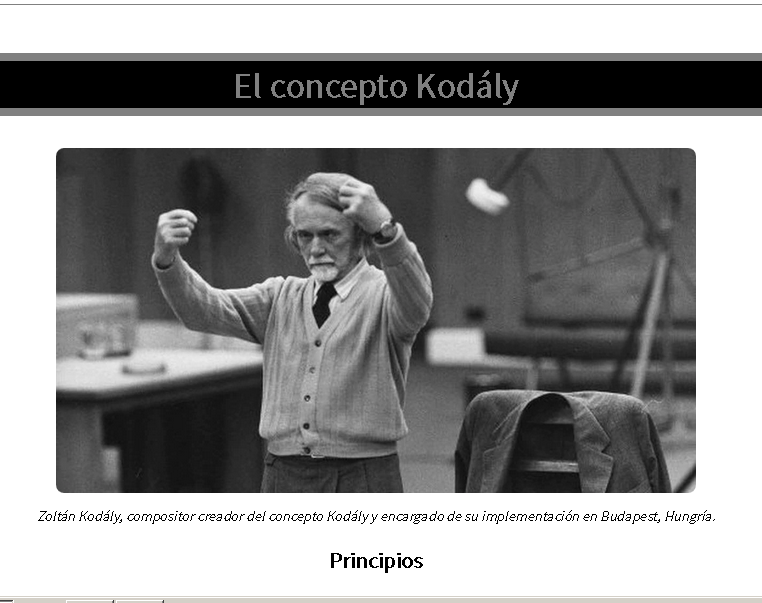 El concepto Kodály
Zoltán Kodály, compositor creador del concepto Kodály y encargado de su implementación en Budapest, Hungría.
Principios